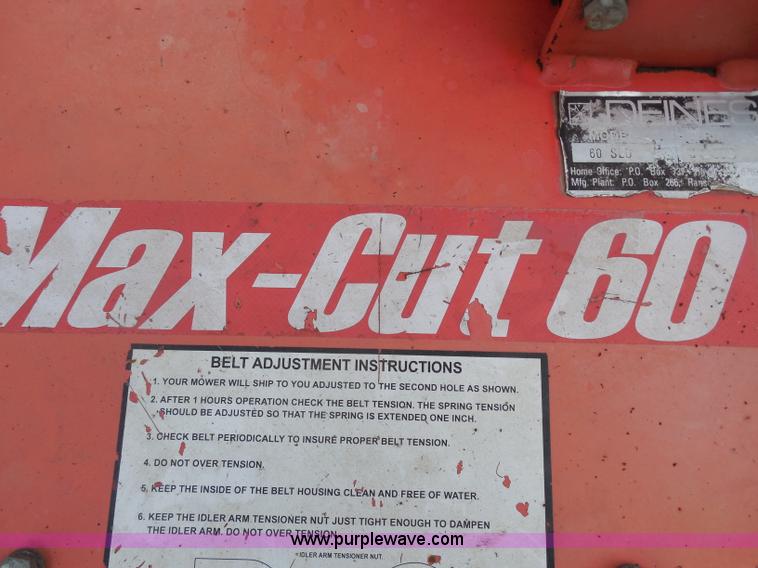 DEINES
60 SLD
Home Office: P.O. Box
Mfg. Plant: P.O. Box 266, Rans
Max-Cut 60
BELT ADJUSTMENT INSTRUCTIONS
1. YOUR MOWER WILL SHIP TO YOU ADJUSTED TO THE SECOND HOLE AS SHOWN.
2. AFTER 1 HOURS OPERATION CHECK THE BELT TENSION. THE SPRING TENSION
SHOULD BE ADJUSTED SO THAT THE SPRING IS EXTENDED ONE INCH.
3. CHECK BELT PERIODICALLY TO INSURE PROPER BELT TENSION.
4. DO NOT OVER TENSION.
5. KEEP THE INSIDE OF THE BELT HOUSING CLEAN AND FREE OF WATER.
6. KEEP THE IDLER ARM TENSIONER NUT JUST TIGHT ENOUGH TO DAMPEN
THE IDLER ARM. DO NOT OVER TENSION.
www.purplewave.com
IDLER ARM TENSIONER NUT